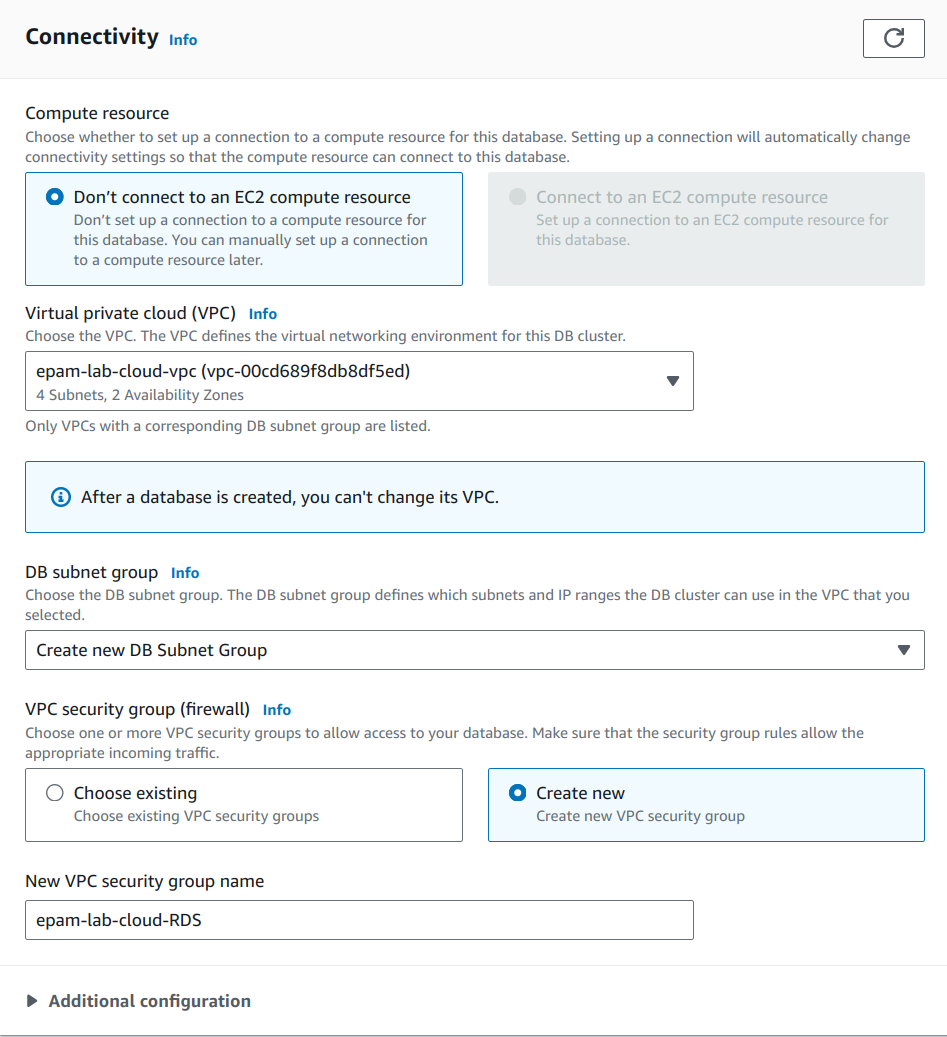 Connectivity Info
Compute resource
Choose whether to set up a connection to a compute resource for this database. Setting up a connection will automatically change
connectivity settings so that the compute resource can connect to this database.
Don’t connect to an EC2 compute resource
Don’t set up a connection to a compute resource for
this database. You can manually set up a connection
to a compute resource later.
Connect to an EC2 compute resource
Set up a connection to an EC2 compute resource for
this database.
Virtual private cloud (VPC) Info
Choose the VPC. The VPC defines the virtual networking environment for this DB cluster.
epam-lab-cloud-vpc (vpc-00cd689f8db8df5ed)
4 Subnets, 2 Availability Zones
Only VPCs with a corresponding DB subnet group are listed.
After a database is created, you can't change its VPC.
DB subnet group Info
Choose the DB subnet group. The DB subnet group defines which subnets and IP ranges the DB cluster can use in the VPC that you
selected.
Create new DB Subnet Group
VPC security group (firewall) Info
Choose one or more VPC security groups to allow access to your database. Make sure that the security group rules allow the
appropriate incoming traffic.
Choose existing
Choose existing VPC security groups
Create new
Create new VPC security group
New VPC security group name
epam-lab-cloud-RDS
Additional configuration